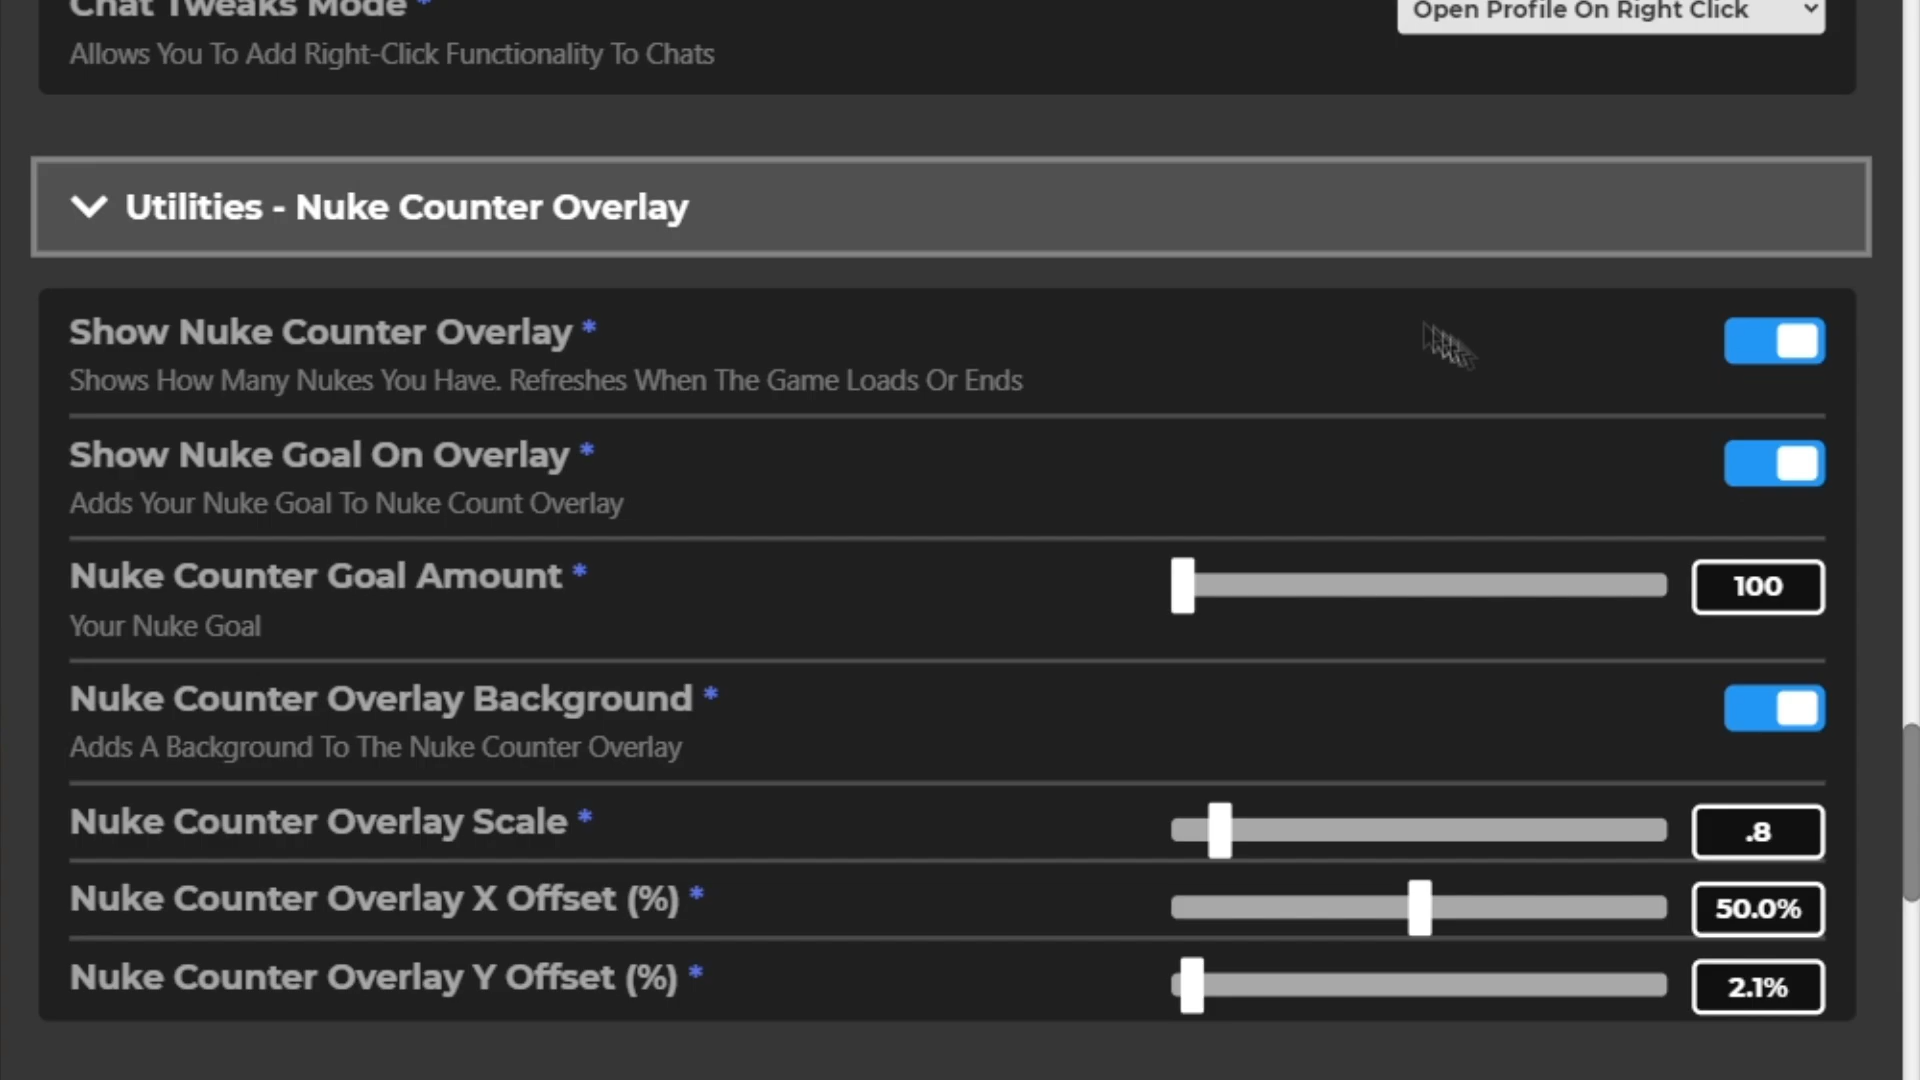 Chat Tweaks Mode *
Open Profile On Right Click
Allows You To Add Right-Click Functionality To Chats
Utilities - Nuke Counter Overlay
Show Nuke Counter Overlay *
Shows How Many Nukes You Have. Refreshes When The Game Loads Or Ends
Show Nuke Goal On Overlay *
Adds Your Nuke Goal To Nuke Count Overlay
Nuke Counter Goal Amount *
100
Your Nuke Goal
Nuke Counter Overlay Background *
Adds A Background To The Nuke Counter Overlay
Nuke Counter Overlay Scale *
.8
Nuke Counter Overlay X Offset (%) *
50.0%
Nuke Counter Overlay Y Offset (%) *
2.1%